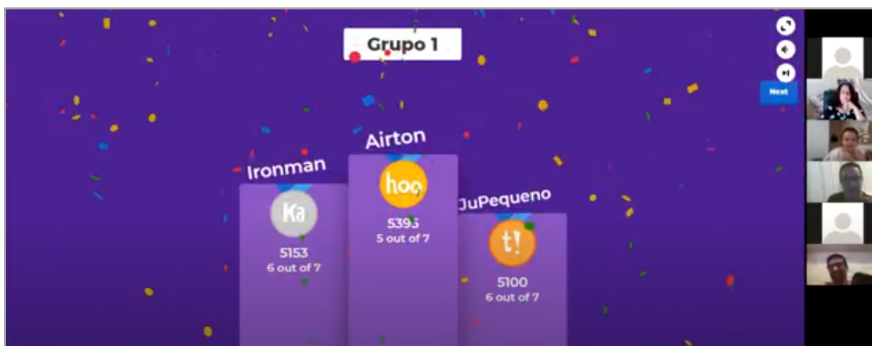 Grupo 1
Next
Airton
Ironman
JuPequeno
hoo
Ka
t!
5395
5 out of 7
5153
6 out of 7
5100
6 out of 7